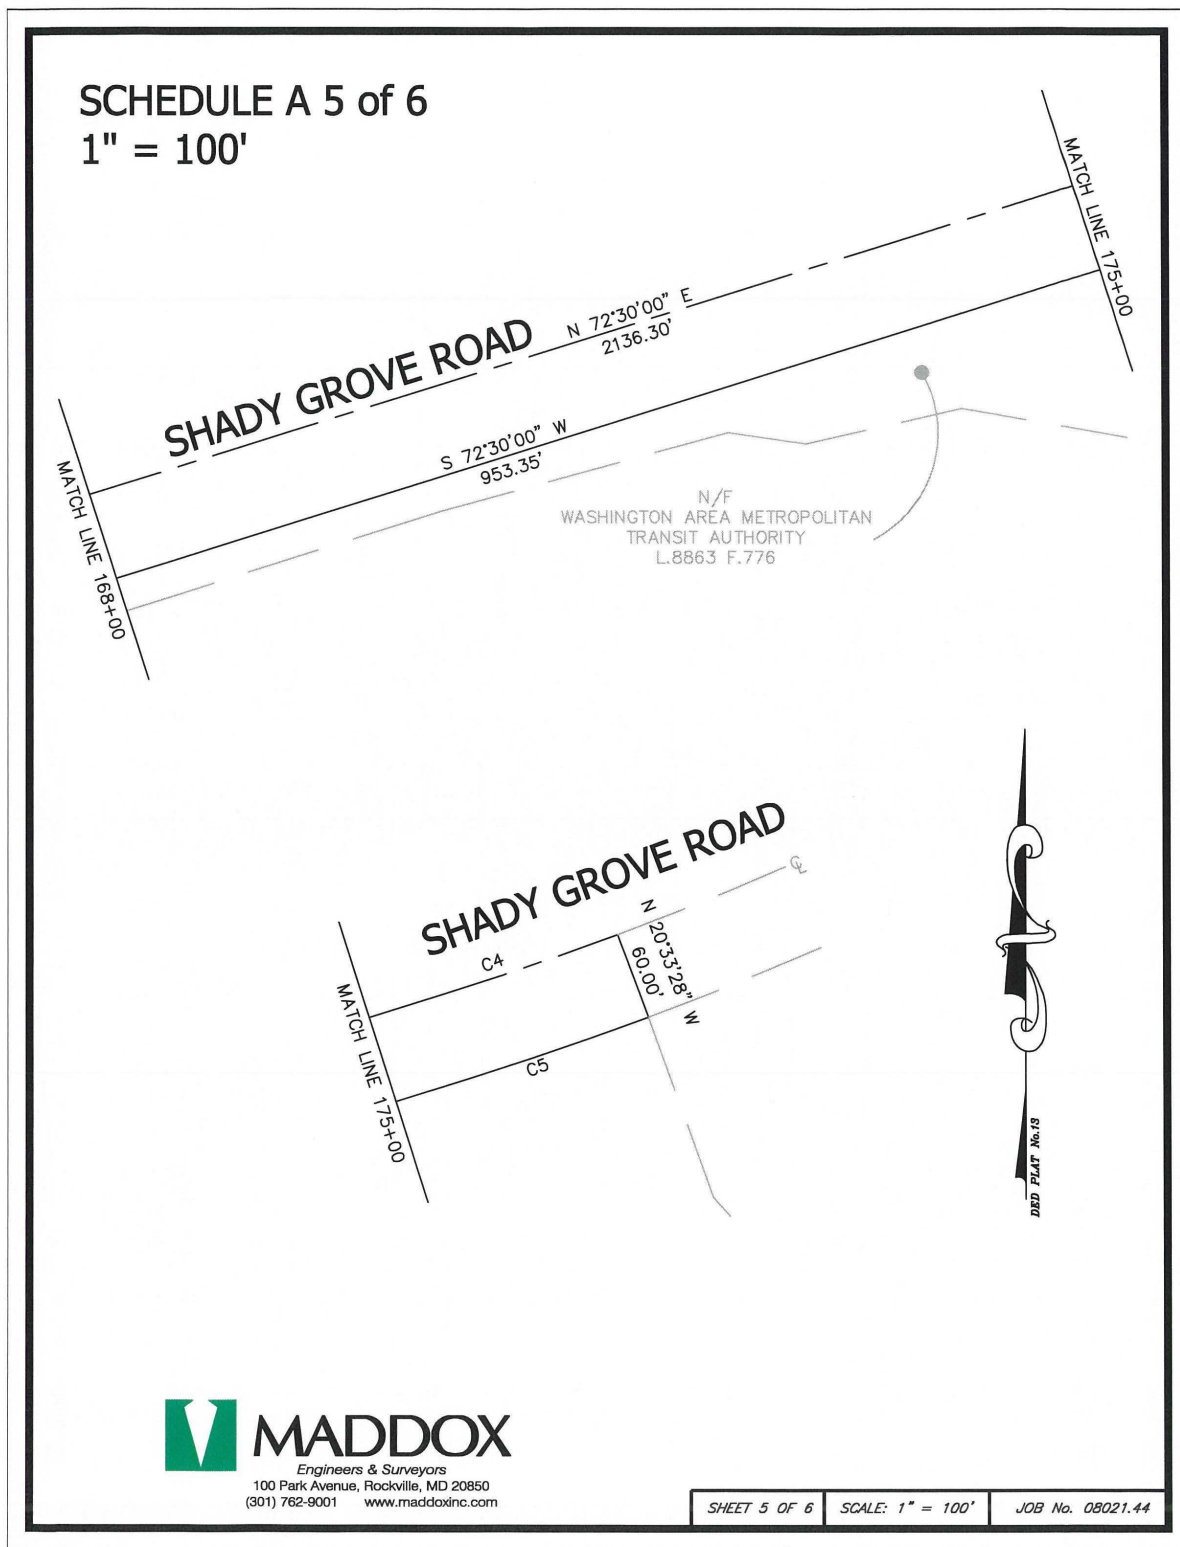 SCHEDULE A 5 of 6
1" = 100'
MATCH LINE 175+00
N 72°30'00" E
2136.30'
SHADY GROVE ROAD
S 72°30'00" W
953.35'
MATCH LINE 168+00
N/F
WASHINGTON AREA METROPOLITAN
TRANSIT AUTHORITY
L.8863 F.776
SHADY GROVE ROAD
℄
C4
N 20°33'28" W
60.00'
MATCH LINE 175+00
C5
DED PLAT No.13
MADDOX
Engineers & Surveyors
100 Park Avenue, Rockville, MD 20850
(301) 762-9001 www.maddoxinc.com
SHEET 5 OF 6
SCALE: 1" = 100'
JOB No. 08021.44